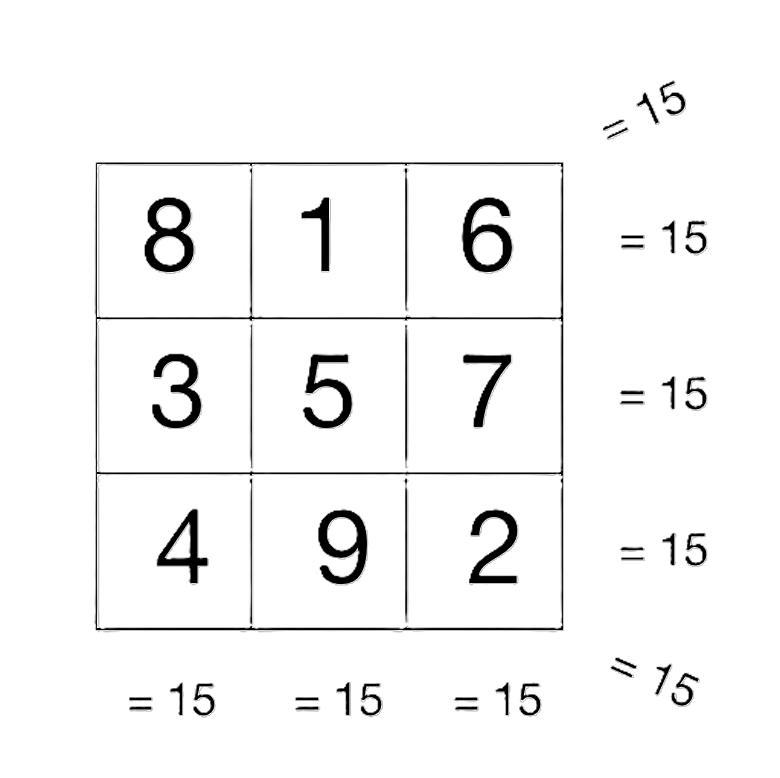 = 15
8 1 6 = 15
3 5 7 = 15
4 9 2 = 15
= 15
= 15 = 15 = 15